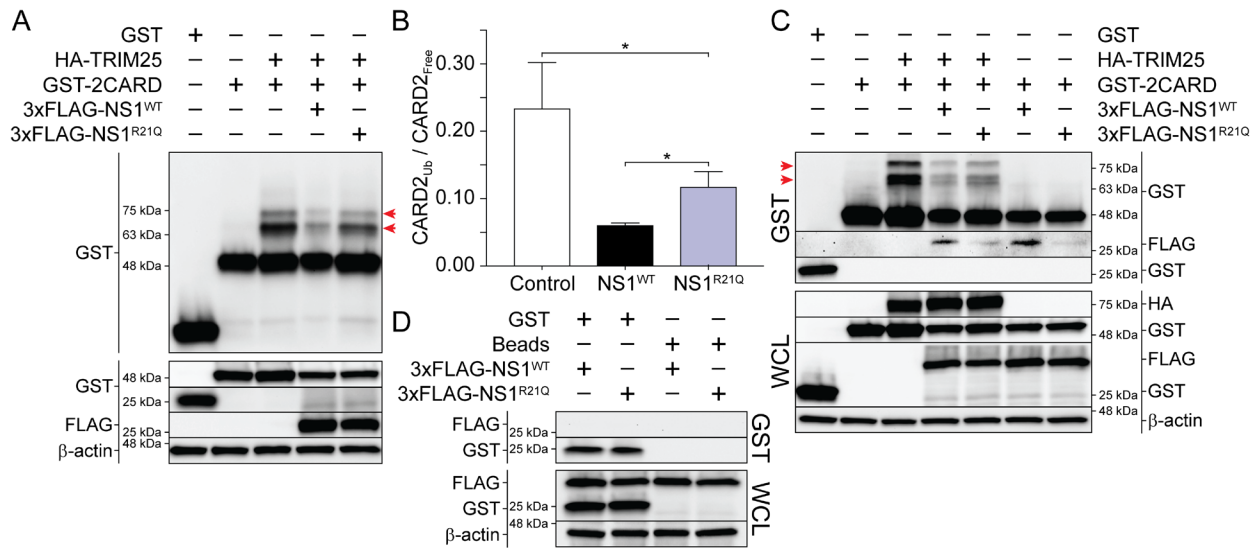 A
GST + – – – –
HA-TRIM25 – – + + +
GST-2CARD – + + + +
3xFLAG-NS1WT – – – + –
3xFLAG-NS1R21Q – – – – +
GST
75 kDa
63 kDa
48 kDa
GST
48 kDa
25 kDa
FLAG
25 kDa
48 kDa
β-actin
B
CARD2Ub / CARD2Free
0.30
0.20
0.10
0.00
*
*
Control NS1WT NS1R21Q
D
GST + + – –
Beads – – + +
3xFLAG-NS1WT + – + –
3xFLAG-NS1R21Q – + – +
FLAG
25 kDa
GST
25 kDa
GST
FLAG
GST
25 kDa
48 kDa
β-actin
WCL
C
+ – – – – – – GST
– – + + + – – HA-TRIM25
– + + + + + + GST-2CARD
– – – + – + – 3xFLAG-NS1WT
– – – – + – + 3xFLAG-NS1R21Q
GST
75 kDa
63 kDa
48 kDa
GST
25 kDa
FLAG
25 kDa
GST
WCL
75 kDa
HA
48 kDa
GST
FLAG
25 kDa
GST
48 kDa
β-actin